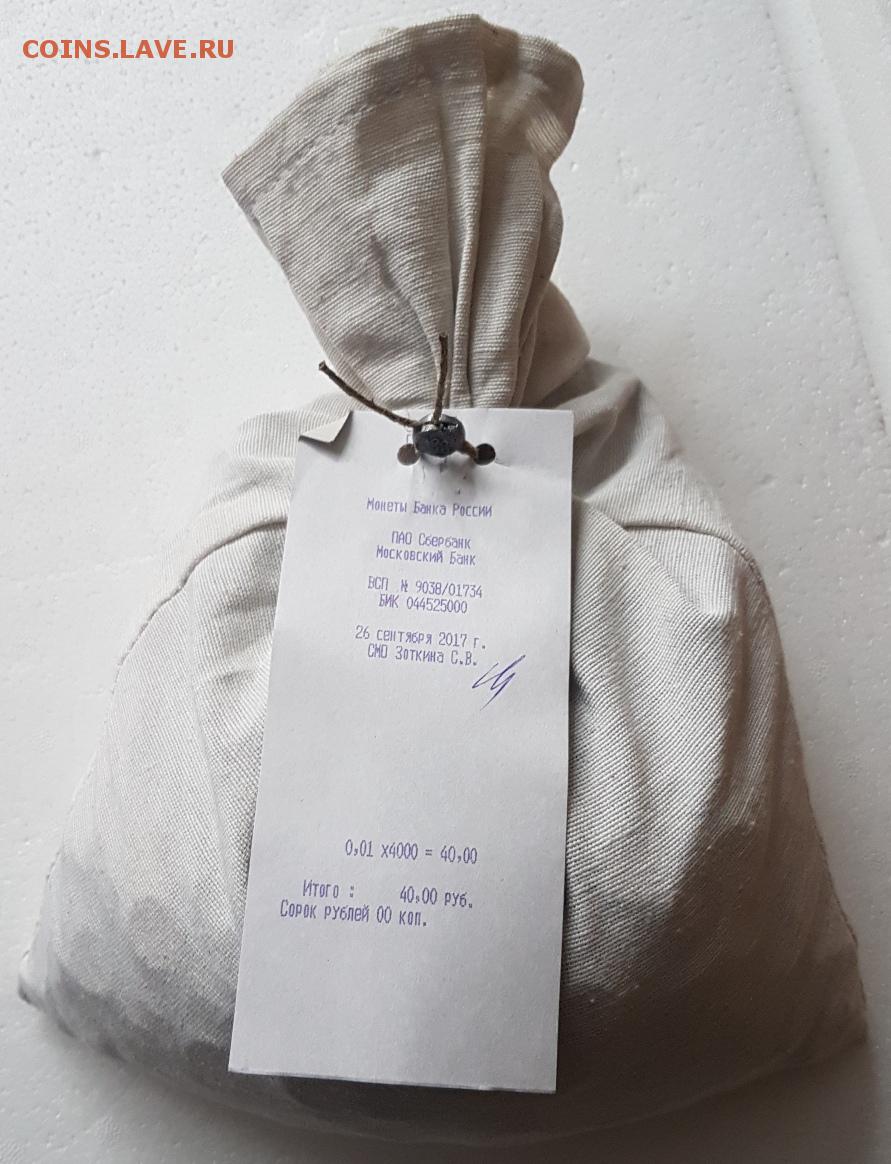 COINS.LAVE.RU
Монеты Банка России
ПАО Сбербанк
Московский Банк
ВСП № 9038/01734
БИК 044525000
26 сентября 2017 г.
СМО Зоткина С.В.
0,01 х4000 = 40,00
Итого : 40,00 руб.
Сорок рублей 00 коп.